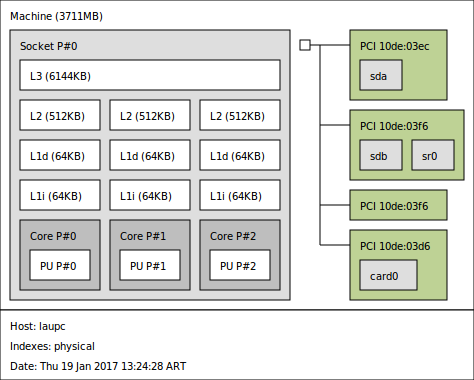 Machine (3711MB)
Socket P#0
L3 (6144KB)
L2 (512KB) L2 (512KB) L2 (512KB)
L1d (64KB) L1d (64KB) L1d (64KB)
L1i (64KB) L1i (64KB) L1i (64KB)
Core P#0 Core P#1 Core P#2
PU P#0 PU P#1 PU P#2
PCI 10de:03ec
sda
PCI 10de:03f6
sdb sr0
PCI 10de:03f6
PCI 10de:03d6
card0
Host: laupc
Indexes: physical
Date: Thu 19 Jan 2017 13:24:28 ART